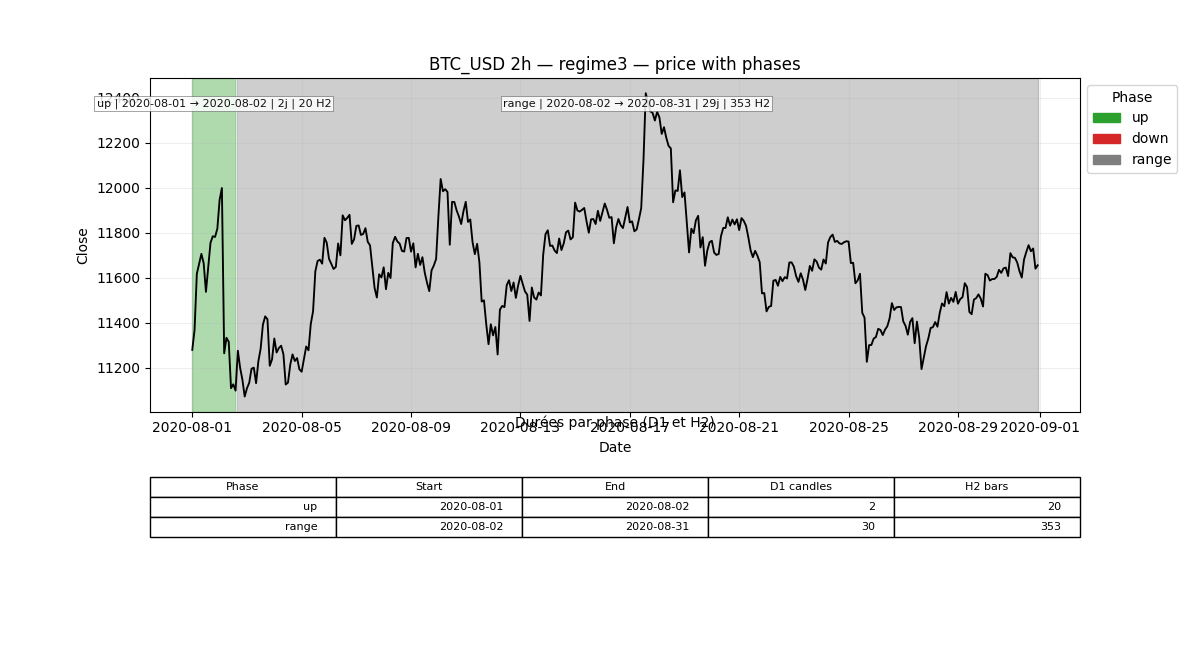 BTC_USD 2h — regime3 — price with phases
12400
up | 2020-08-01 → 2020-08-02 | 2j | 20 H2
range | 2020-08-02 → 2020-08-31 | 29j | 353 H2
Phase
up
down
range
12200
12000
11800
11600
11400
11200
Close
2020-08-01 2020-08-05 2020-08-09 2020-08-13 2020-08-17 2020-08-21 2020-08-25 2020-08-29 2020-09-01
Durées par phase (D1 et H2)
Date
Phase Start End D1 candles H2 bars
up 2020-08-01 2020-08-02 2 20
range 2020-08-02 2020-08-31 30 353